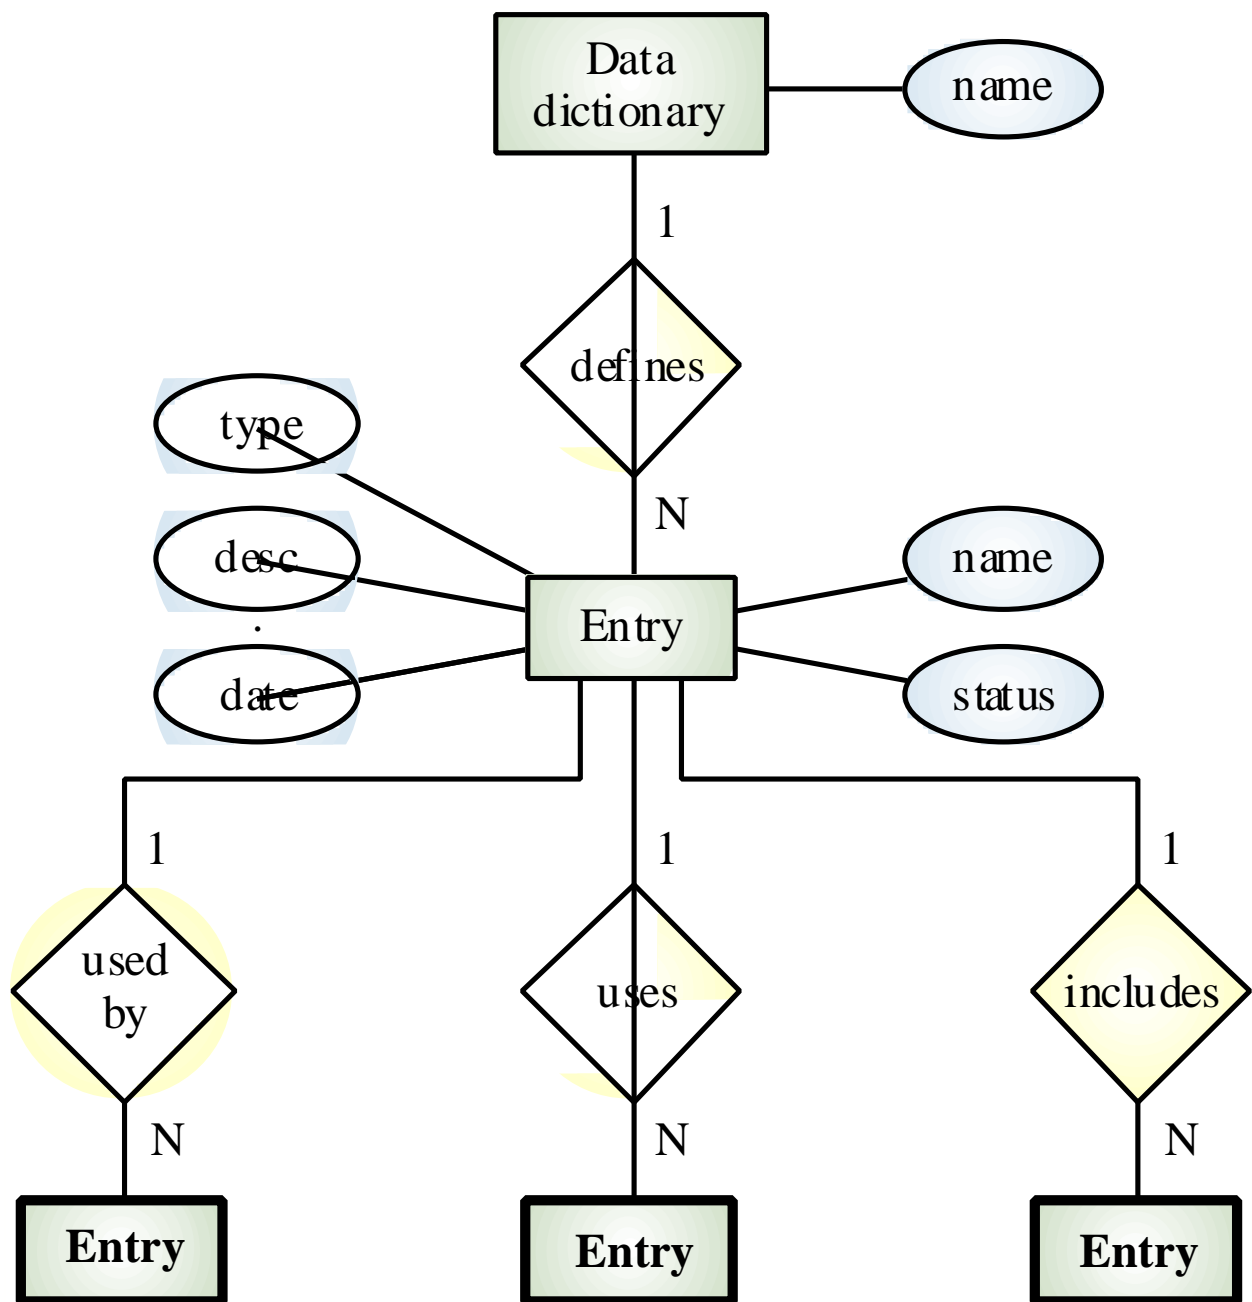 Data
dictionary
name
1
defines
type
N
desc
.
name
Entry
date
status
1
1
1
used
by
uses
includes
N
N
N
Entry
Entry
Entry